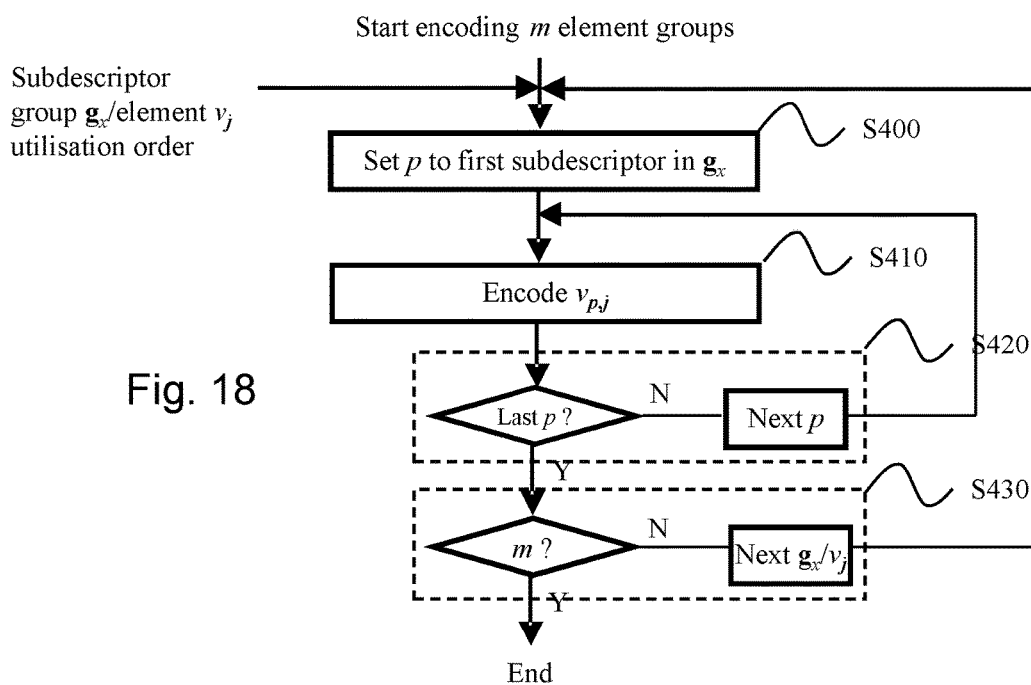 Start encoding m element groups
Subdescriptor
group gx/element vj
utilisation order
S400
Set p to first subdescriptor in gx
S410
Encode vp,j
S420
Fig. 18
Last p ?
N
Next p
Y
S430
m ?
N
Next gx/vj
Y
End